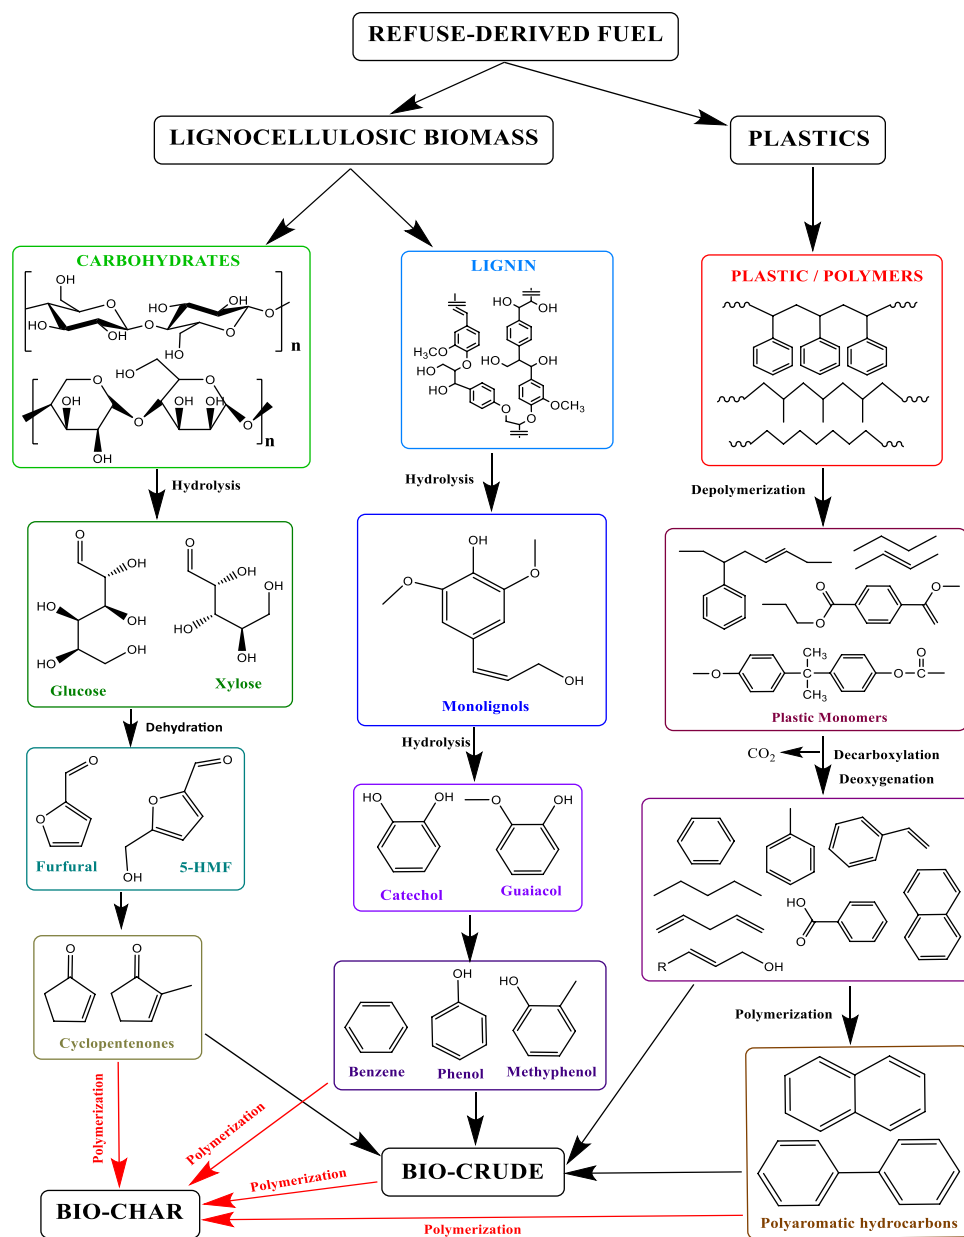 REFUSE-DERIVED FUEL
LIGNOCELLULOSIC BIOMASS
PLASTICS
CARBOHYDRATES
OH
O
OH
HO
OH
O
HO
OH
O
O
HO
n
HO
O
OH
OH
O
O
OH
OH
O
OH
n
LIGNIN
HO
OH
H₃CO
O
HO
HO
HO
OH
O
OCH₃
O
O
PLASTIC / POLYMERS
Hydrolysis
Hydrolysis
Depolymerization
O
OH
HO
OH
HO
OH
Glucose
O
OH
OH
HO
OH
Xylose
OH
O
O
OH
Monolignols
O
O
O
CH₃
CH₃
O
O
O
Plastic Monomers
Dehydration
Hydrolysis
CO₂
Decarboxylation
Deoxygenation
O
O
Furfural
O
O
OH
5-HMF
HO
OH
Catechol
O
OH
Guaiacol
HO
O
R
OH
O
O
Cyclopentenones
OH
HO
Benzene
Phenol
Methyphenol
Polymerization
Polymerization
Polymerization
Polymerization
BIO-CRUDE
BIO-CHAR
Polymerization
Polyaromatic hydrocarbons